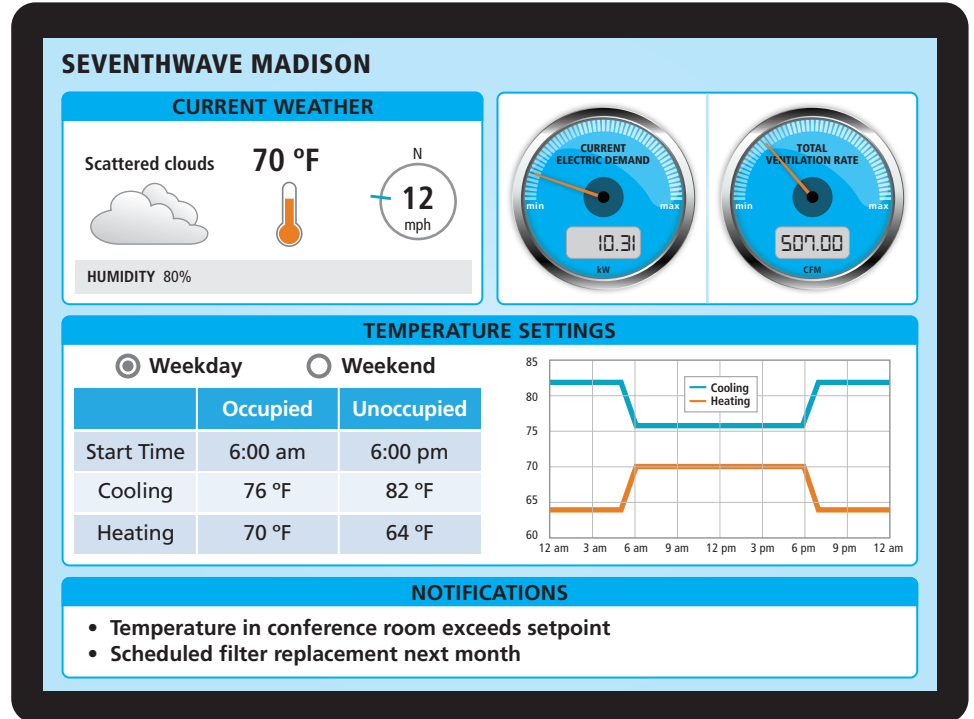 SEVENTHWAVE MADISON
CURRENT WEATHER
Scattered clouds
70 ºF
N
12
mph
HUMIDITY 80%
CURRENT
ELECTRIC DEMAND
min
max
10.31
kW
TOTAL
VENTILATION RATE
min
max
507.00
CFM
TEMPERATURE SETTINGS
Weekday Weekend
Occupied Unoccupied
Start Time 6:00 am 6:00 pm
Cooling 76 ºF 82 ºF
Heating 70 ºF 64 ºF
85
80
75
70
65
60
Cooling
Heating
12 am 3 am 6 am 9 am 12 pm 3 pm 6 pm 9 pm 12 am
NOTIFICATIONS
• Temperature in conference room exceeds setpoint
• Scheduled filter replacement next month